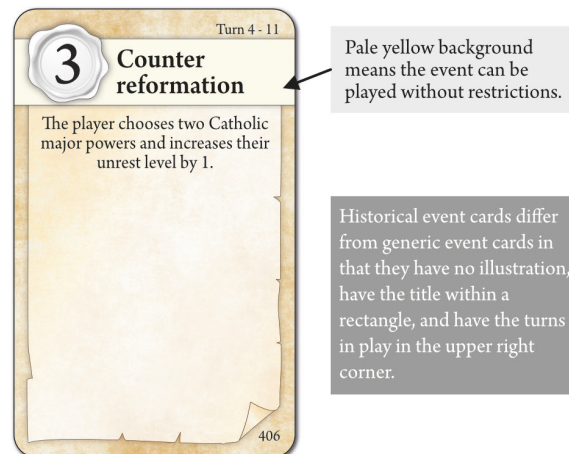 Turn 4 - 11
3
Counter
reformation
The player chooses two Catholic
major powers and increases their
unrest level by 1.
406
Pale yellow background
means the event can be
played without restrictions.
Historical event cards differ
from generic event cards in
that they have no illustration,
have the title within a
rectangle, and have the turns
in play in the upper right
corner.